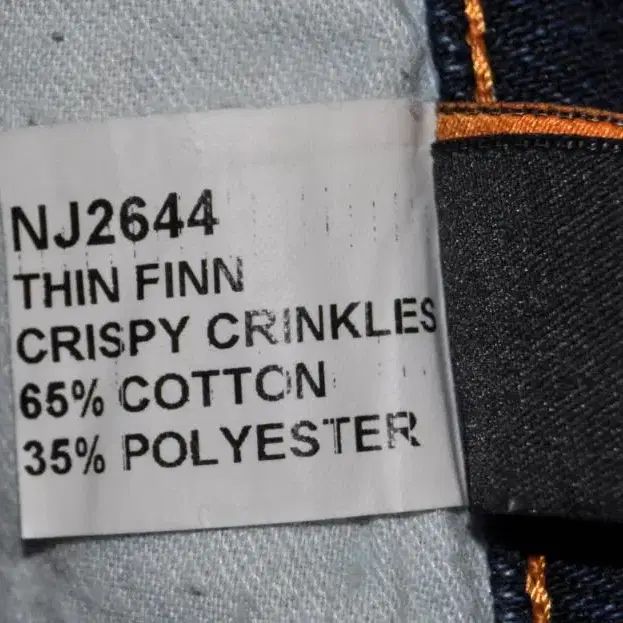 NJ2644
THIN FINN
CRISPY CRINKLES
65% COTTON
35% POLYESTER